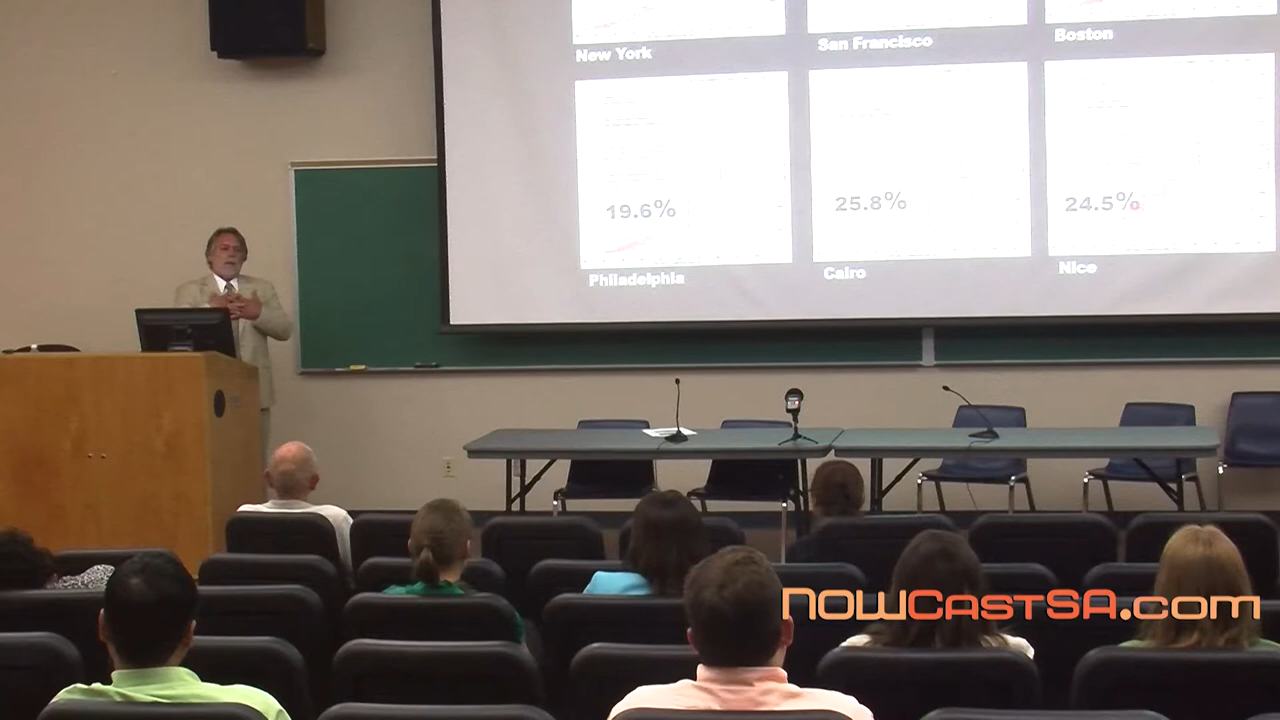 New York
San Francisco
Boston
19.6%
25.8%
24.5%
Philadelphia
Cairo
Nice
NOWCASTSA.COM